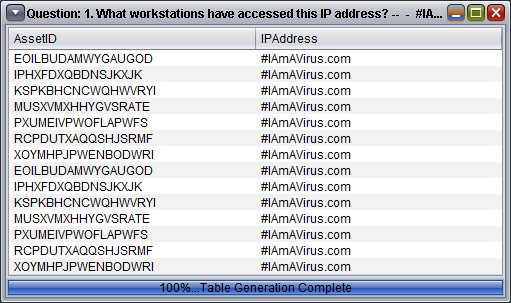 Question: 1. What workstations have accessed this IP address? -- - #IA...
AssetID IPAddress
EOILBUDAMWYGAUGOD #IAmAVirus.com
IPHXFDXQBDNSJKXJK #IAmAVirus.com
KSPKBHCNCWQHWVRYI #IAmAVirus.com
MUSXVMXHHYGVSRATE #IAmAVirus.com
PXUMEIVPWOFLAPWFS #IAmAVirus.com
RCPDUTXAQQSHJSRMF #IAmAVirus.com
XOYMHPJPWENBODWRI #IAmAVirus.com
EOILBUDAMWYGAUGOD #IAmAVirus.com
IPHXFDXQBDNSJKXJK #IAmAVirus.com
KSPKBHCNCWQHWVRYI #IAmAVirus.com
MUSXVMXHHYGVSRATE #IAmAVirus.com
PXUMEIVPWOFLAPWFS #IAmAVirus.com
RCPDUTXAQQSHJSRMF #IAmAVirus.com
XOYMHPJPWENBODWRI #IAmAVirus.com
100%...Table Generation Complete